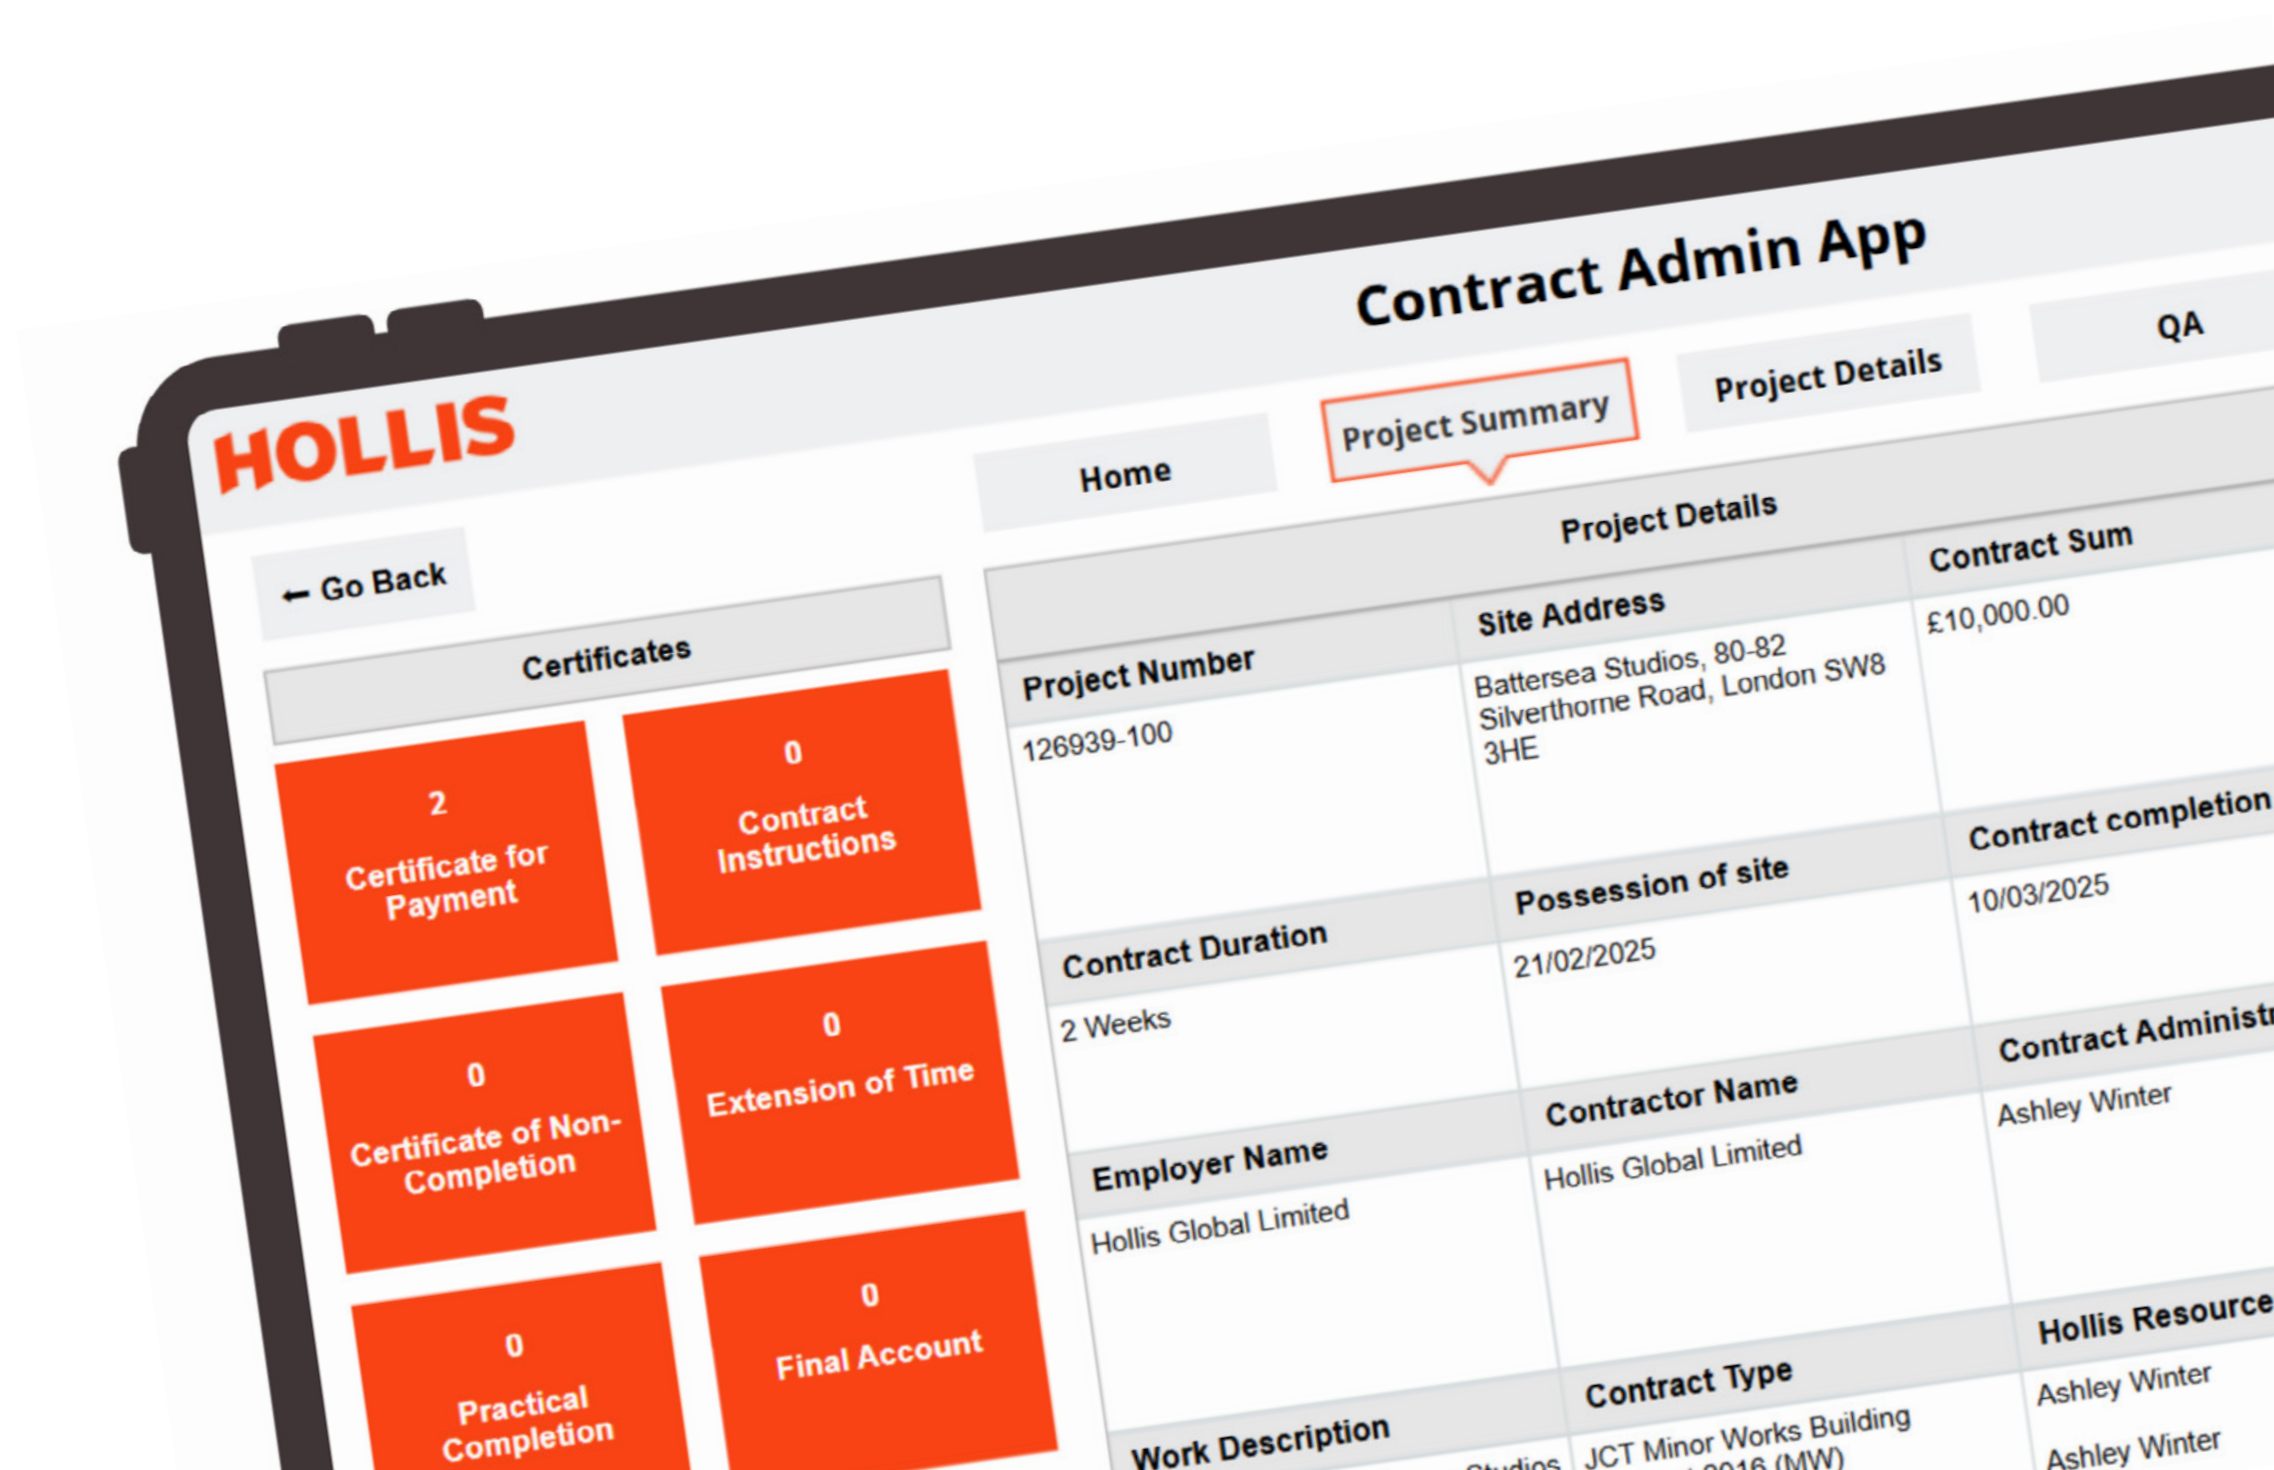 Contract Admin App
HOLLIS
Home
Project Summary
Project Details
QA
← Go Back
Certificates
2
Certificate for
Payment
0
Contract
Instructions
0
Certificate of Non-
Completion
0
Extension of Time
0
Practical
Completion
0
Final Account
Project Details
Project Number
126939-100
Site Address
Battersea Studios, 80-82
Silverthorne Road, London SW8
3HE
Contract Sum
£10,000.00
Contract Duration
2 Weeks
Possession of site
21/02/2025
Contract completion
10/03/2025
Employer Name
Hollis Global Limited
Contractor Name
Hollis Global Limited
Contract Administr
Ashley Winter
Work Description
Studios
Contract Type
JCT Minor Works Building
2016 (MW)
Hollis Resource
Ashley Winter
Ashley Winter